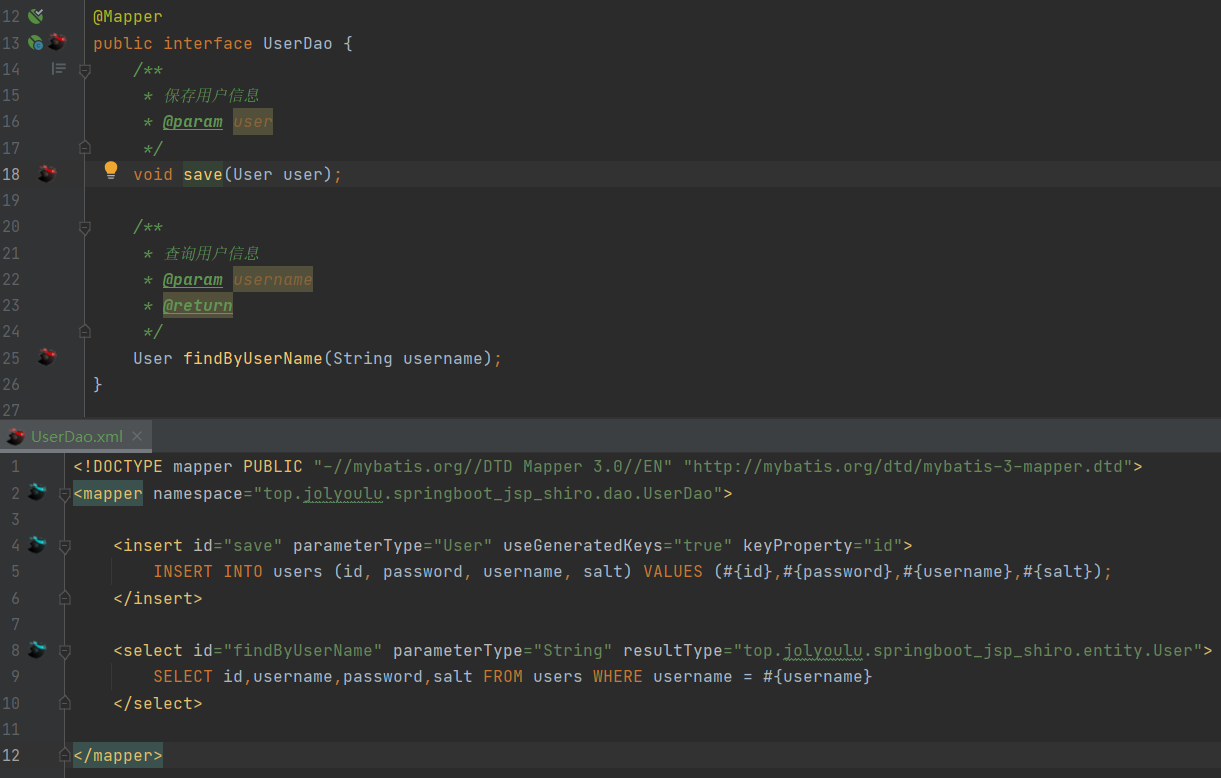 12 @Mapper
13 public interface UserDao {
14 /**
15 * 保存用户信息
16 * @param user
17 */
18 void save(User user);
19
20 /**
21 * 查询用户信息
22 * @param username
23 * @return
24 */
25 User findByUserName(String username);
26 }
27
UserDao.xml
1 <!DOCTYPE mapper PUBLIC "-//mybatis.org//DTD Mapper 3.0//EN" "http://mybatis.org/dtd/mybatis-3-mapper.dtd">
2 <mapper namespace="top.jolyoulu.springboot_jsp_shiro.dao.UserDao">
3
4 <insert id="save" parameterType="User" useGeneratedKeys="true" keyProperty="id">
5 INSERT INTO users (id, password, username, salt) VALUES (#{id},#{password},#{username},#{salt});
6 </insert>
7
8 <select id="findByUserName" parameterType="String" resultType="top.jolyoulu.springboot_jsp_shiro.entity.User">
9 SELECT id,username,password,salt FROM users WHERE username = #{username}
10 </select>
11
12 </mapper>